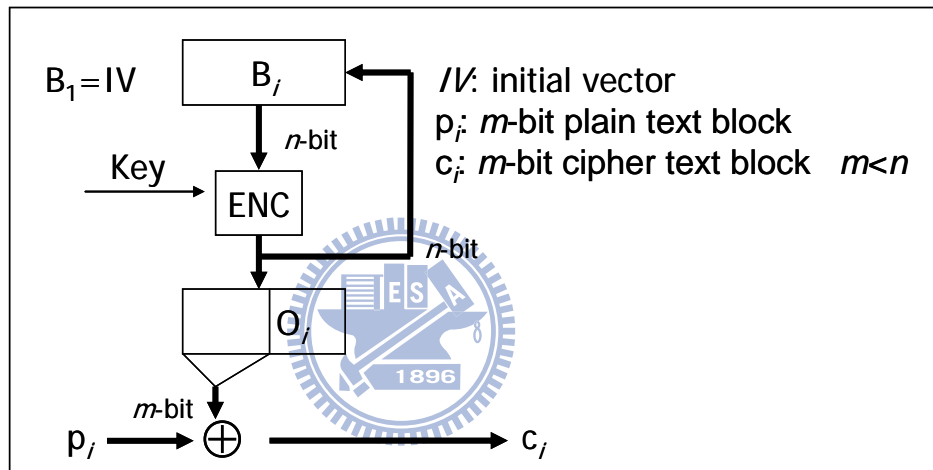 B1=IV
Bi
n-bit
Key
ENC
n-bit
Oi
m-bit
pi
ci
IV: initial vector
pi: m-bit plain text block
ci: m-bit cipher text block m<n
E S A
1896